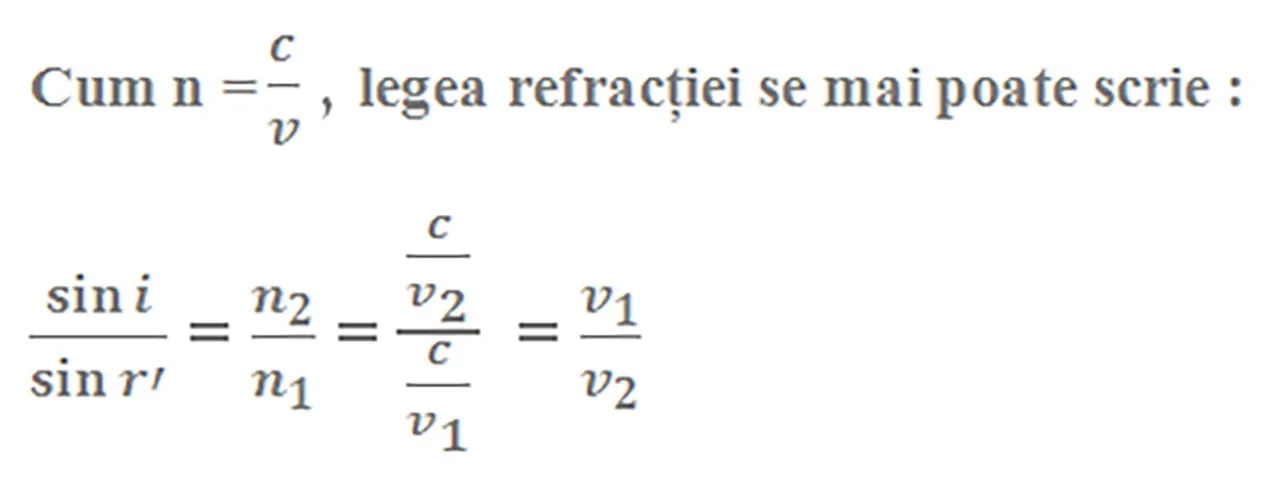 Cum n = c/v , legea refracției se mai poate scrie :
sin i / sin r′ = n₂/n₁ = (c/v₂)/(c/v₁) = v₁/v₂